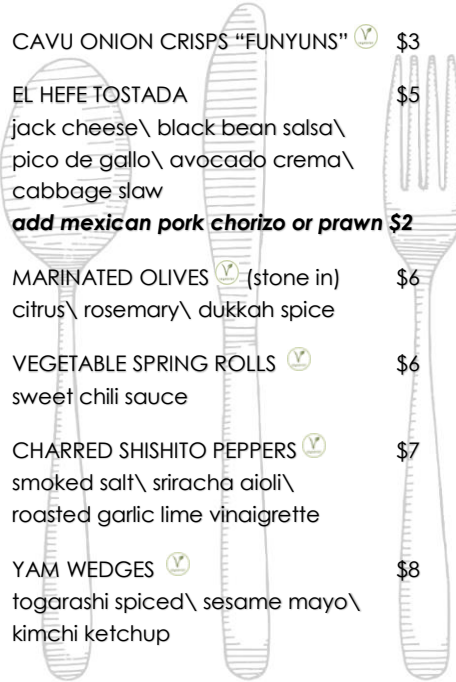 CAVU ONION CRISPS “FUNYUNS” $3
EL HEFE TOSTADA $5
jack cheese\ black bean salsa\
pico de gallo\ avocado crema\
cabbage slaw
add mexican pork chorizo or prawn $2
MARINATED OLIVES (stone in) $6
citrus\ rosemary\ dukkah spice
VEGETABLE SPRING ROLLS $6
sweet chili sauce
CHARRED SHISHITO PEPPERS $7
smoked salt\ sriracha aioli\
roasted garlic lime vinaigrette
YAM WEDGES $8
togarashi spiced\ sesame mayo\
kimchi ketchup